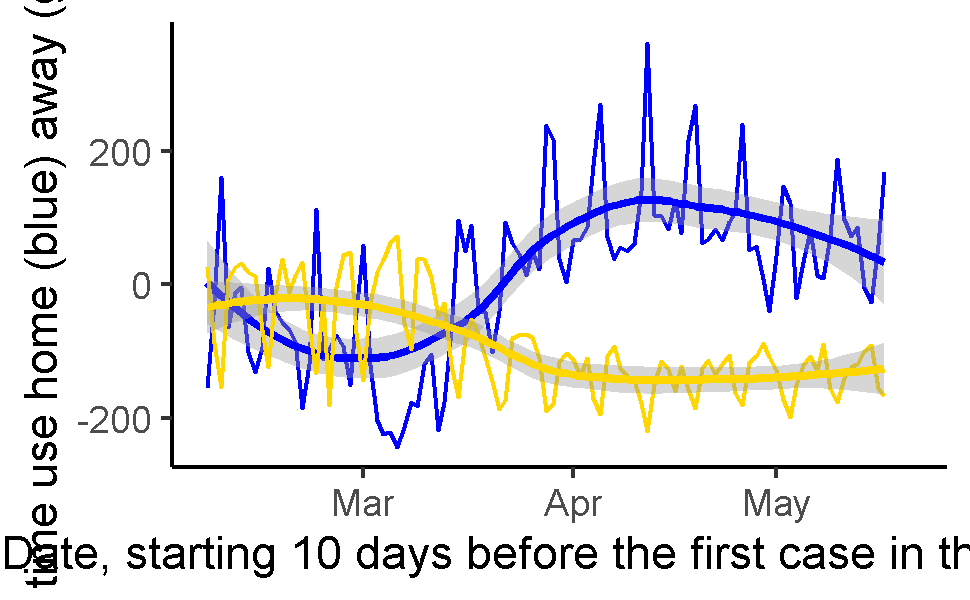 time use home (blue) away (
200
0
-200
Mar Apr May
Date, starting 10 days before the first case in th